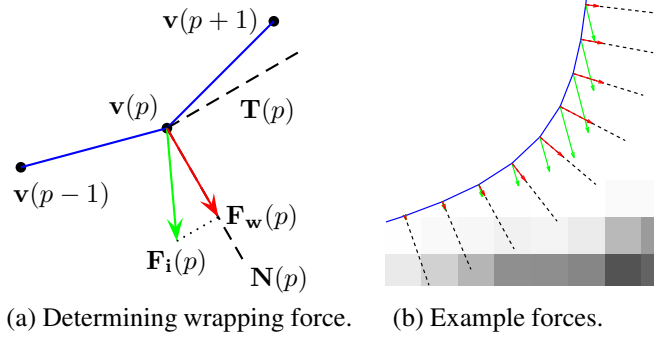 v(p + 1)
v(p)
T(p)
v(p − 1)
F_w(p)
F_i(p)
N(p)
(a) Determining wrapping force.
(b) Example forces.